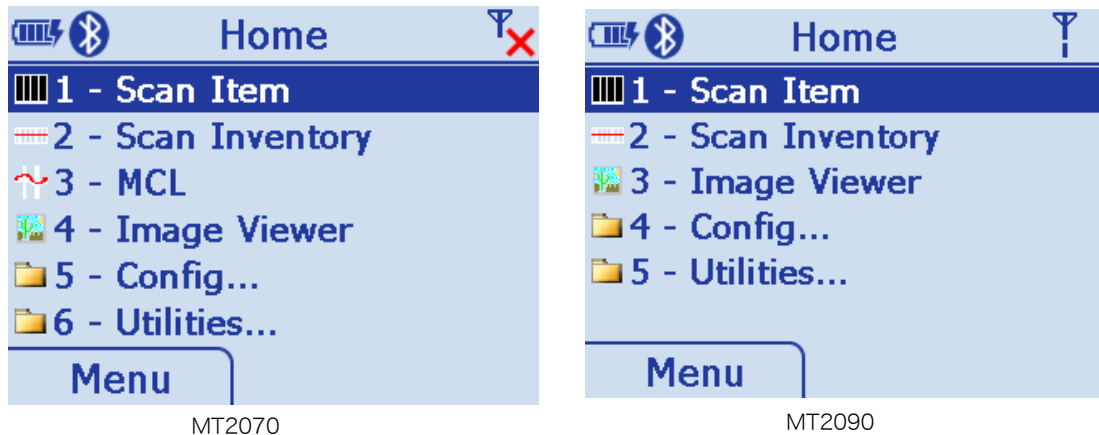 Home
1 - Scan Item
2 - Scan Inventory
3 - MCL
4 - Image Viewer
5 - Config...
6 - Utilities...
Menu
MT2070
Home
1 - Scan Item
2 - Scan Inventory
3 - Image Viewer
4 - Config...
5 - Utilities...
Menu
MT2090